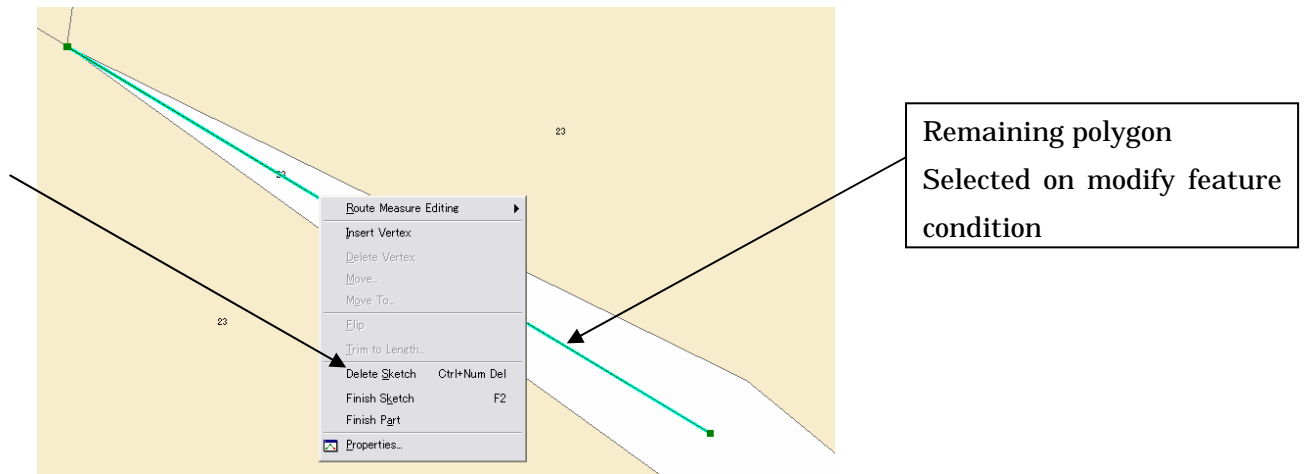 23
23
23
Route Measure Editing
Insert Vertex
Delete Vertex
Move...
Move To...
Flip
Trim to Length...
Delete Sketch Ctrl+Num Del
Finish Sketch F2
Finish Part
Properties...
Remaining polygon
Selected on modify feature
condition